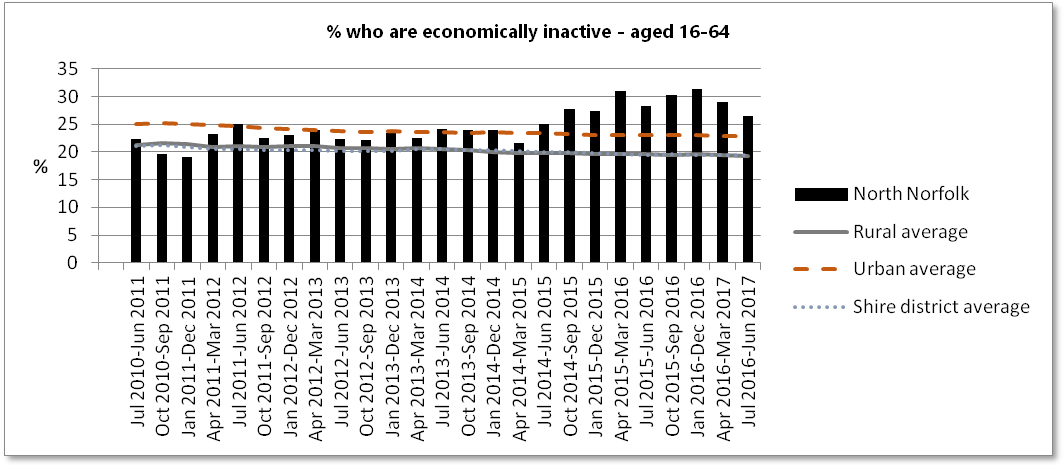 % who are economically inactive - aged 16-64
35
30
25
20
15
10
5
0
%
Jul 2010-Jun 2011
Oct 2010-Sep 2011
Jan 2011-Dec 2011
Apr 2011-Mar 2012
Jul 2011-Jun 2012
Oct 2011-Sep 2012
Jan 2012-Dec 2012
Apr 2012-Mar 2013
Jul 2012-Jun 2013
Oct 2012-Sep 2013
Jan 2013-Dec 2013
Apr 2013-Mar 2014
Jul 2013-Jun 2014
Oct 2013-Sep 2014
Jan 2014-Dec 2014
Apr 2014-Mar 2015
Jul 2014-Jun 2015
Oct 2014-Sep 2015
Jan 2015-Dec 2015
Apr 2015-Mar 2016
Jul 2015-Jun 2016
Oct 2015-Sep 2016
Jan 2016-Dec 2016
Apr 2016-Mar 2017
Jul 2016-Jun 2017
North Norfolk
Rural average
Urban average
Shire district average